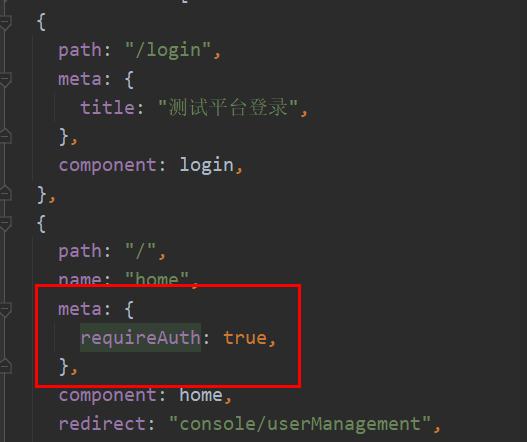 {
path: "/login",
meta: {
title: "测试平台登录",
},
component: login,
},
{
path: "/",
name: "home",
meta: {
requireAuth: true,
},
component: home,
redirect: "console/userManagement",